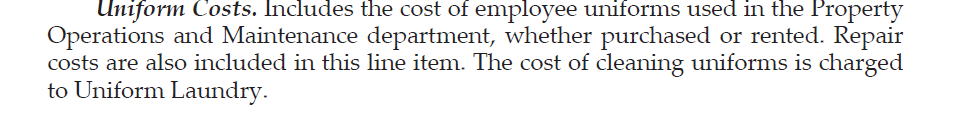 Uniform Costs. Includes the cost of employee uniforms used in the Property
Operations and Maintenance department, whether purchased or rented. Repair
costs are also included in this line item. The cost of cleaning uniforms is charged
to Uniform Laundry.